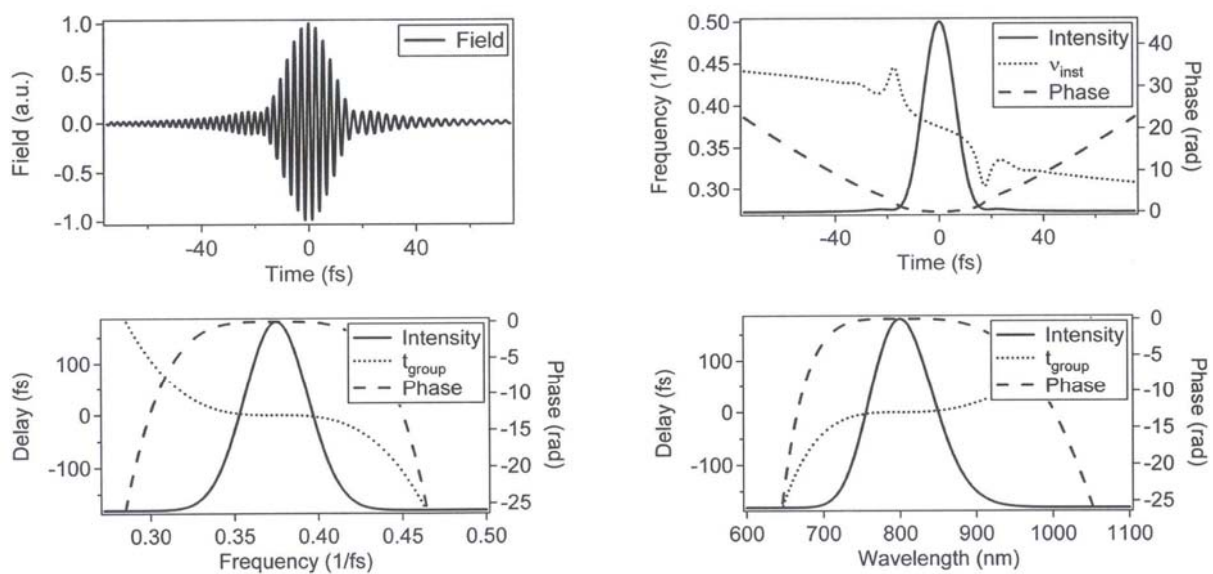 Field (a.u.)
1.0
0.5
0.0
-0.5
-1.0
Field
-40
0
40
Time (fs)
Frequency (1/fs)
0.50
0.45
0.40
0.35
0.30
Intensity
νinst
Phase
40
30
20
10
0
Phase (rad)
-40
0
40
Time (fs)
Delay (fs)
100
0
-100
Intensity
tgroup
Phase
0
-5
-10
-15
-20
-25
Phase (rad)
0.30
0.35
0.40
0.45
0.50
Frequency (1/fs)
Delay (fs)
100
0
-100
Intensity
tgroup
Phase
0
-5
-10
-15
-20
-25
Phase (rad)
600
700
800
900
1000
1100
Wavelength (nm)